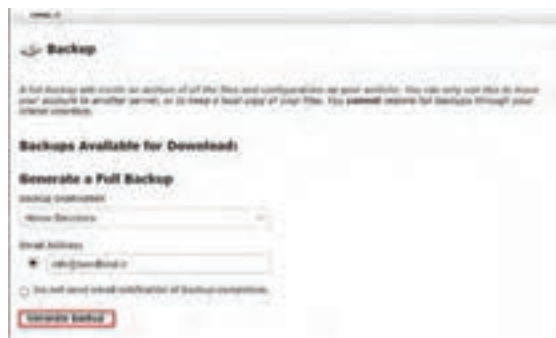 Backup
A full backup will create an archive of all the files and configuration on your website. You can only use this to move
your account to another server, or to keep a local copy of your files. You cannot restore full backups through your
cPanel interface.
Backups Available for Download:
Generate a Full Backup
Backup Destination
Home Directory
Email Address
Do not send email notification of backup completion.
Generate Backup